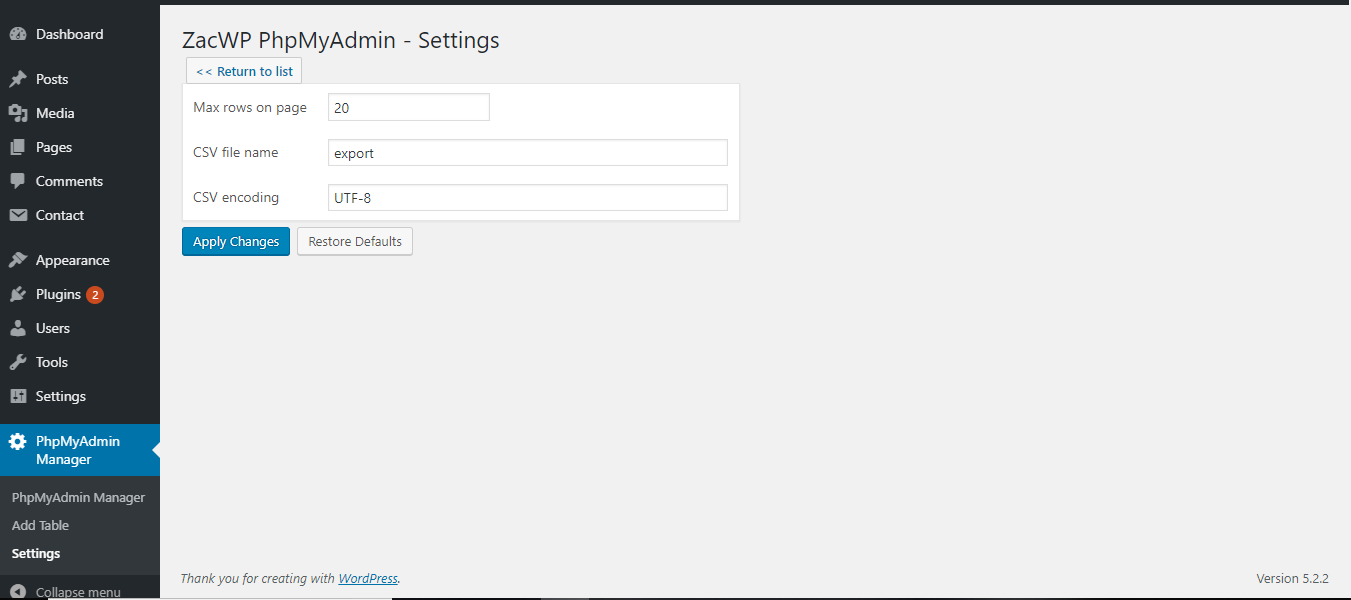 Dashboard
Posts
Media
Pages
Comments
Contact
Appearance
Plugins 2
Users
Tools
Settings
PhpMyAdmin
Manager
PhpMyAdmin Manager
Add Table
Settings
Collapse menu
ZacWP PhpMyAdmin - Settings
<< Return to list
Max rows on page 20
CSV file name export
CSV encoding UTF-8
Apply Changes Restore Defaults
Thank you for creating with WordPress. Version 5.2.2